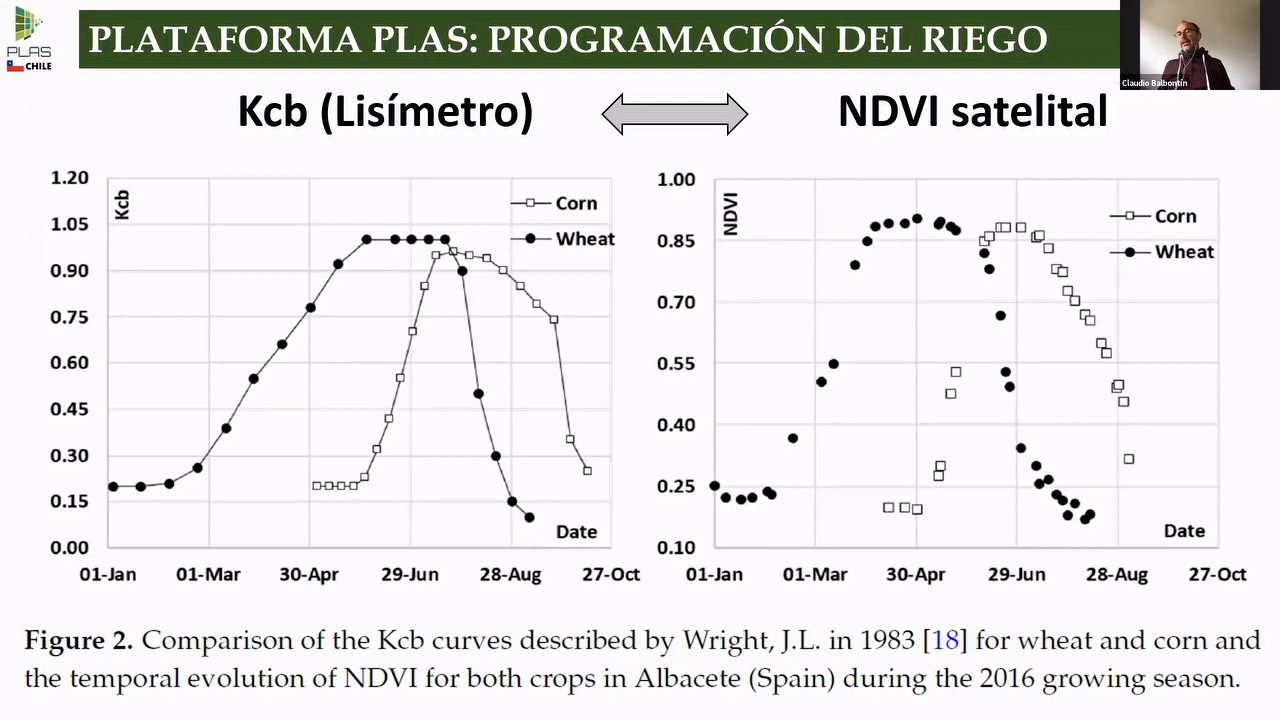 PLAS
CHILE
PLATAFORMA PLAS: PROGRAMACIÓN DEL RIEGO
Claudio Balbontín
Kcb (Lisímetro)
NDVI satelital
1.20
1.05
0.90
0.75
0.60
0.45
0.30
0.15
0.00
Kcb
Corn
Wheat
Date
01-Jan 01-Mar 30-Apr 29-Jun 28-Aug 27-Oct
1.00
0.85
0.70
0.55
0.40
0.25
0.10
NDVI
Corn
Wheat
Date
01-Jan 01-Mar 30-Apr 29-Jun 28-Aug 27-Oct
Figure 2. Comparison of the Kcb curves described by Wright, J.L. in 1983 [18] for wheat and corn and
the temporal evolution of NDVI for both crops in Albacete (Spain) during the 2016 growing season.